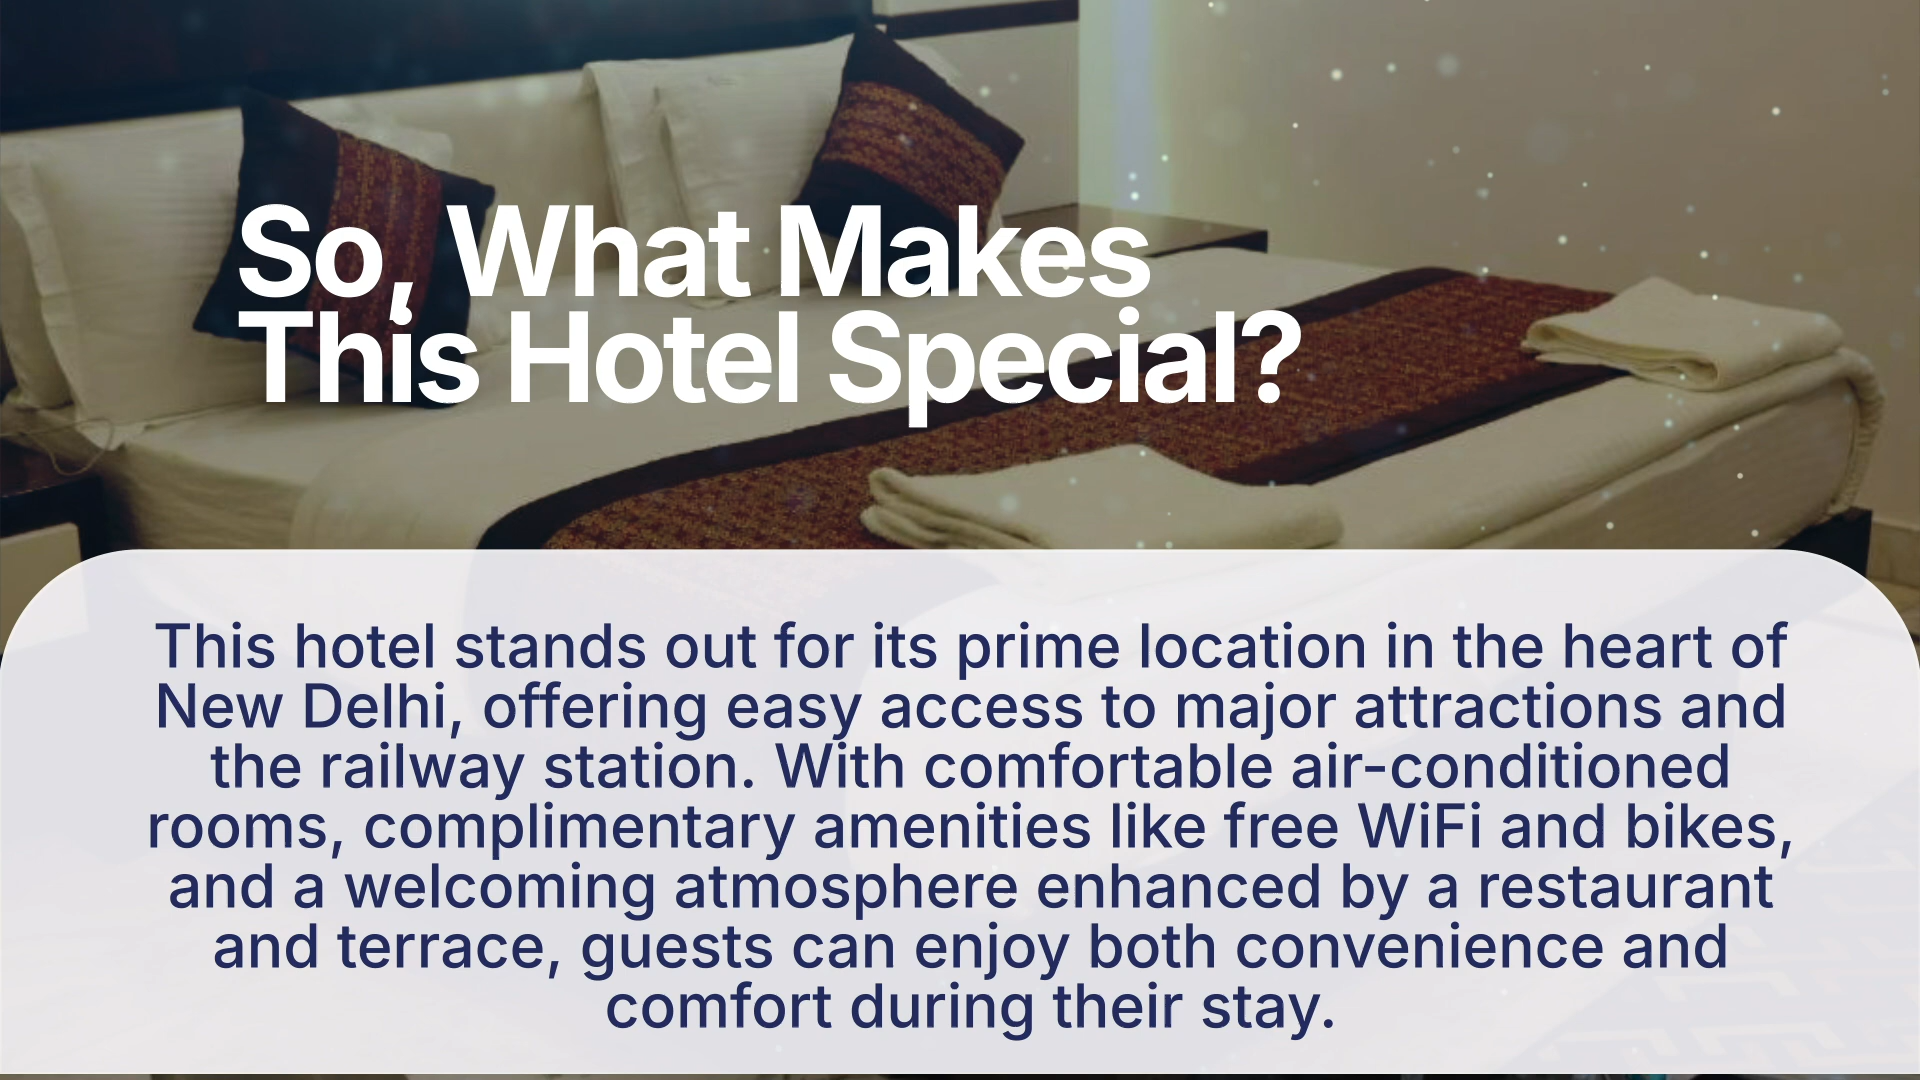 So, What Makes
This Hotel Special?
This hotel stands out for its prime location in the heart of
New Delhi, offering easy access to major attractions and
the railway station. With comfortable air-conditioned
rooms, complimentary amenities like free WiFi and bikes,
and a welcoming atmosphere enhanced by a restaurant
and terrace, guests can enjoy both convenience and
comfort during their stay.